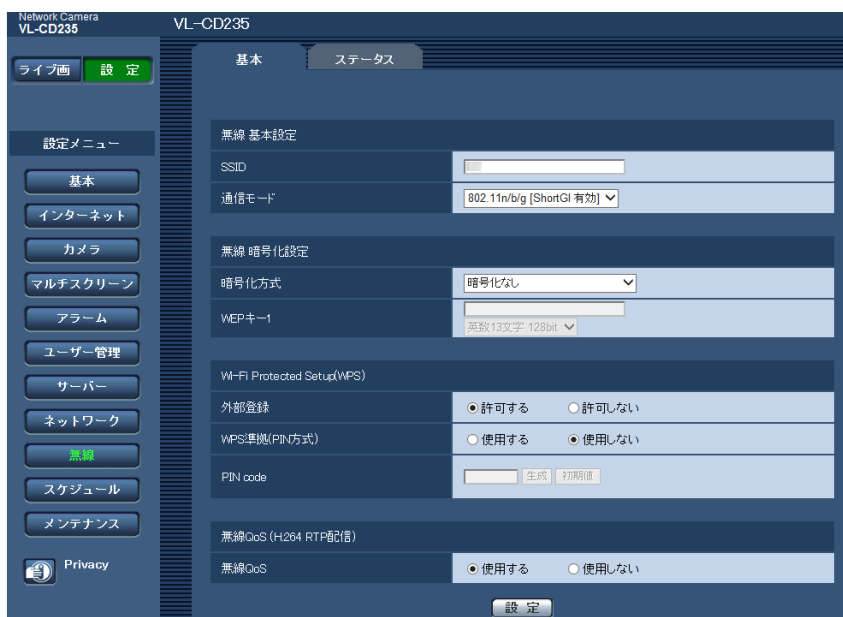 Network Camera
VL-CD235
VL-CD235
ライブ画
設 定
基本
ステータス
設定メニュー
基本
インターネット
カメラ
マルチスクリーン
アラーム
ユーザー管理
サーバー
ネットワーク
無線
スケジュール
メンテナンス
Privacy
無線 基本設定
SSID
通信モード 802.11n/b/g [ShortGI 有効]
無線 暗号化設定
暗号化方式 暗号化なし
WEPキー1
英数13文字 128bit
Wi-Fi Protected Setup(WPS)
外部登録 許可する 許可しない
WPS準拠(PIN方式) 使用する 使用しない
PIN code 生成 初期値
無線QoS (H.264 RTP配信)
無線QoS 使用する 使用しない
設 定